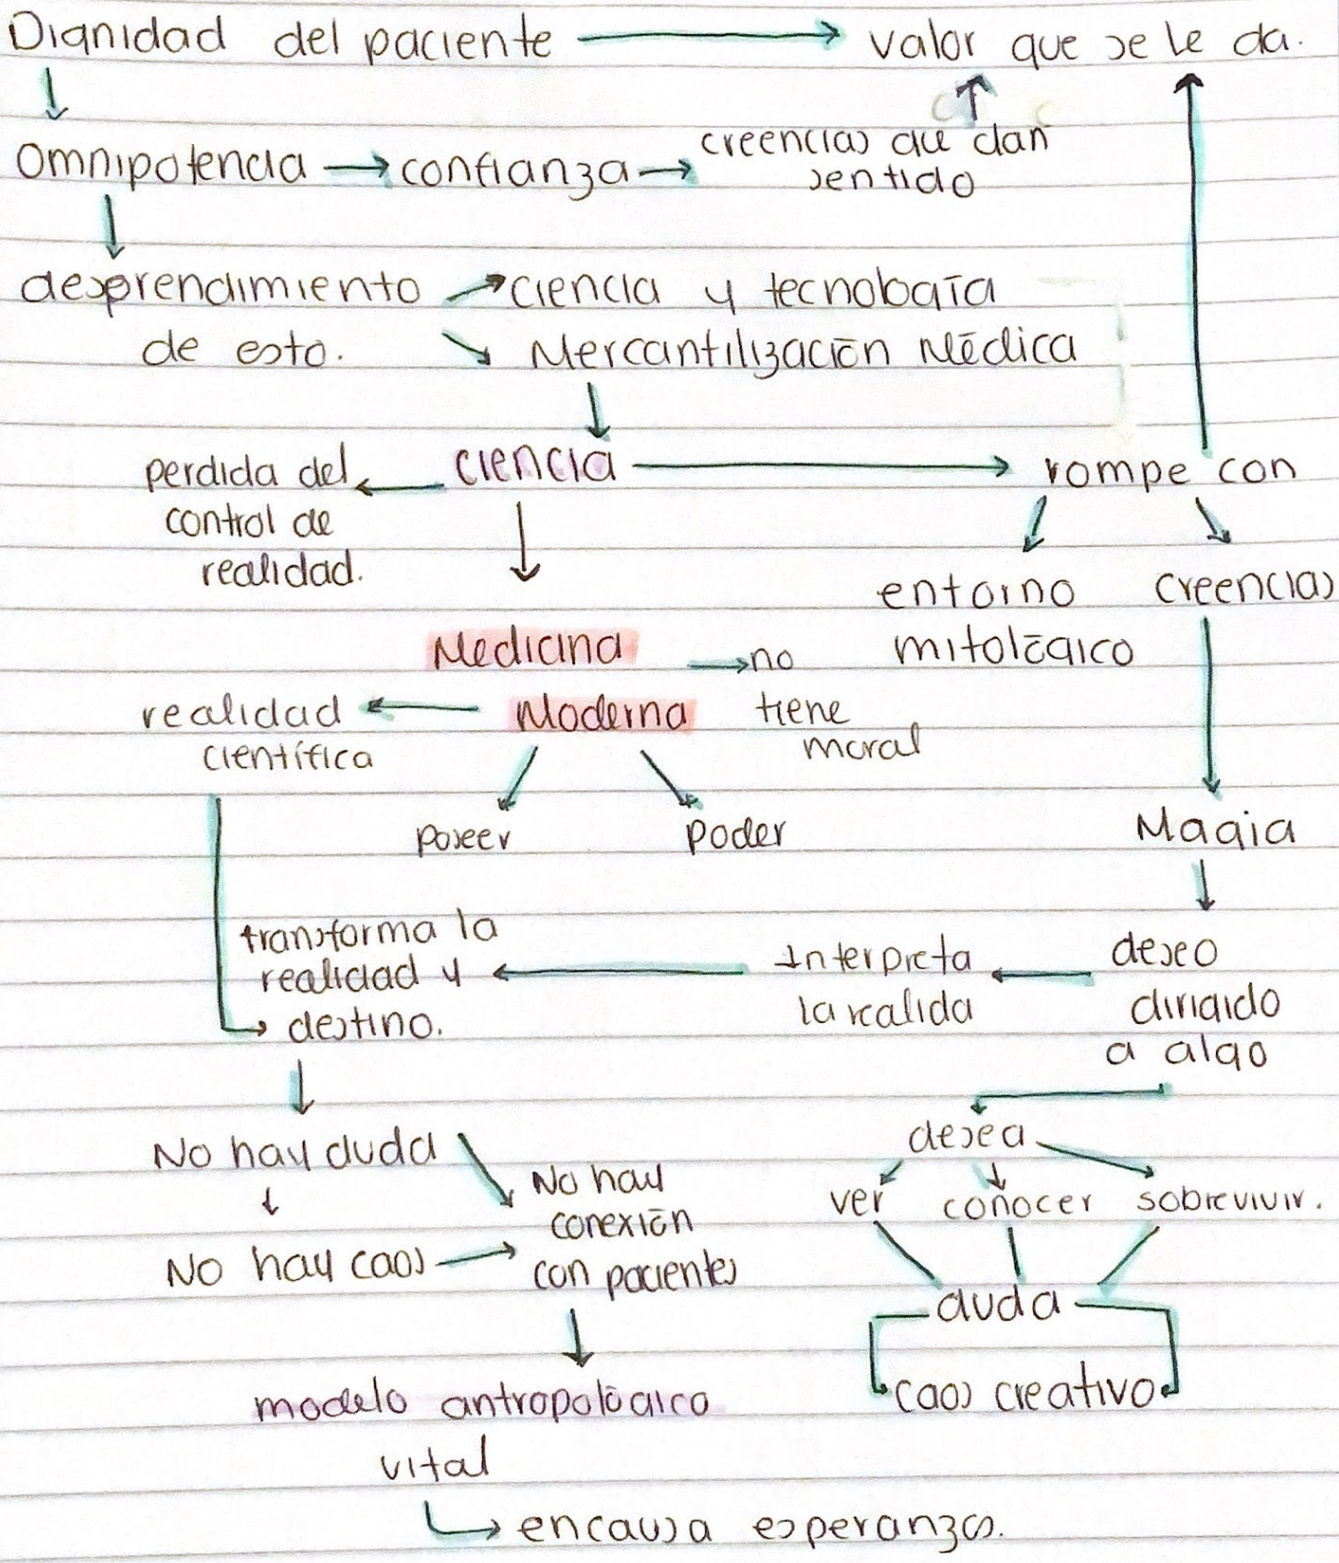 Dignidad del paciente → valor que se le da.
Omnipotencia → confianza → creencias que dan
sentido
desprendimiento → ciencia y tecnología
de esto. → Mercantilización Médica
perdida del ← ciencia → rompe con
control de
realidad.
entorno creencias
mitológico
Medicina → no
realidad ← Moderna tiene
científica moral
poseer poder Magia
transforma la
realidad y ← Interpreta ← deseo
destino. la realida dirigido
a algo
No hay duda desea
No hay ver conocer sobrevivir.
conexión
No hay caos → con pacientes
duda
modelo antropológico caos creativo
vital
→ encausa esperanza.